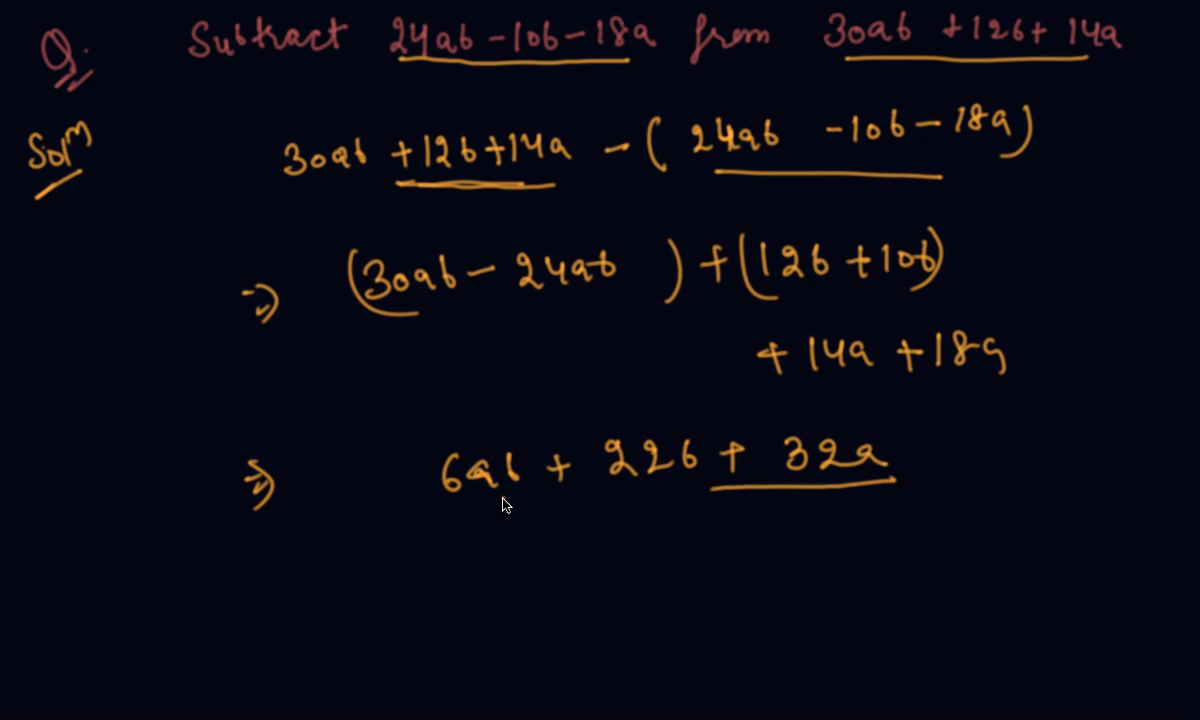 Q. Subtract 24ab - 10b - 18a from 30ab + 12b + 14a
Solⁿ 30ab + 12b + 14a - ( 24ab - 10b - 18a )
⇒ (30ab - 24ab ) + (12b + 10b)
+ 14a + 18a
⇒ 6ab + 22b + 32a